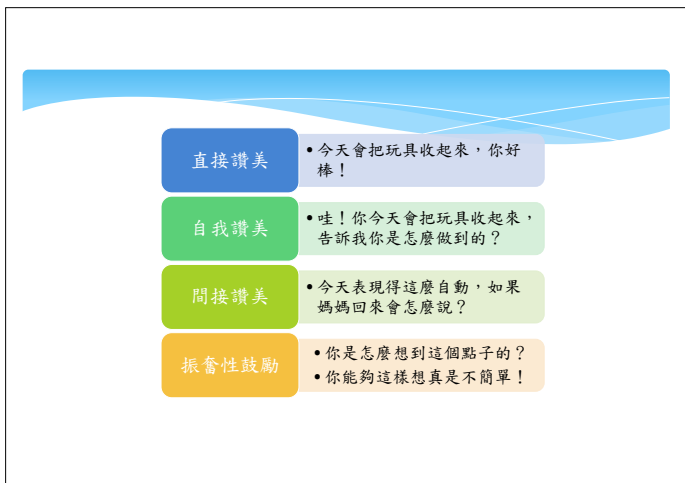 直接讚美
•今天會把玩具收起來，你好
棒！
自我讚美
•哇！你今天會把玩具收起來，
告訴我你是怎麼做到的？
間接讚美
•今天表現得這麼自動，如果
媽媽回來會怎麼說？
振奮性鼓勵
•你是怎麼想到這個點子的？
•你能夠這樣想真是不簡單！